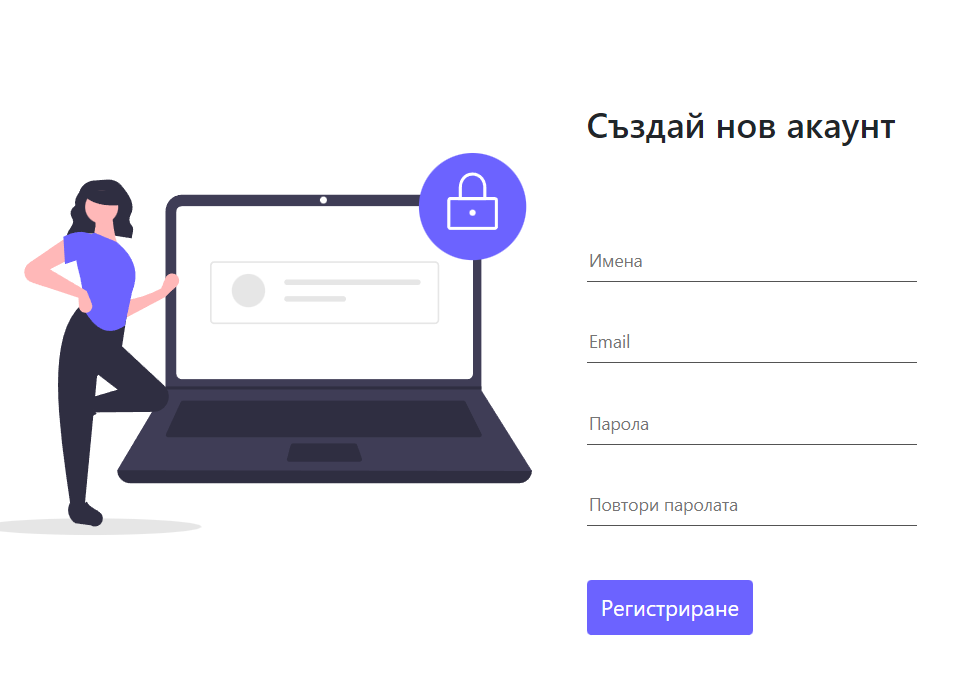 Създай нов акаунт
Имена
Email
Парола
Повтори паролата
Регистриране